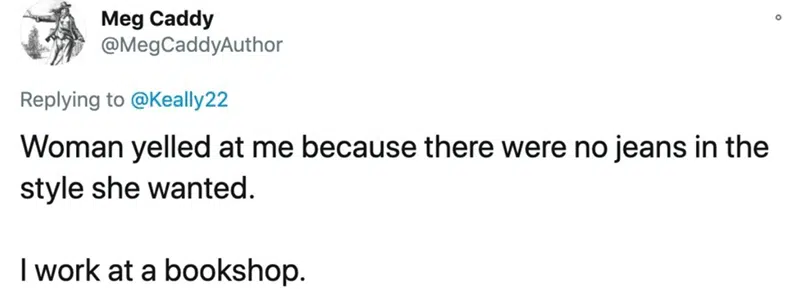 Meg Caddy
@MegCaddyAuthor
Replying to @Keally22
Woman yelled at me because there were no jeans in the
style she wanted.
I work at a bookshop.